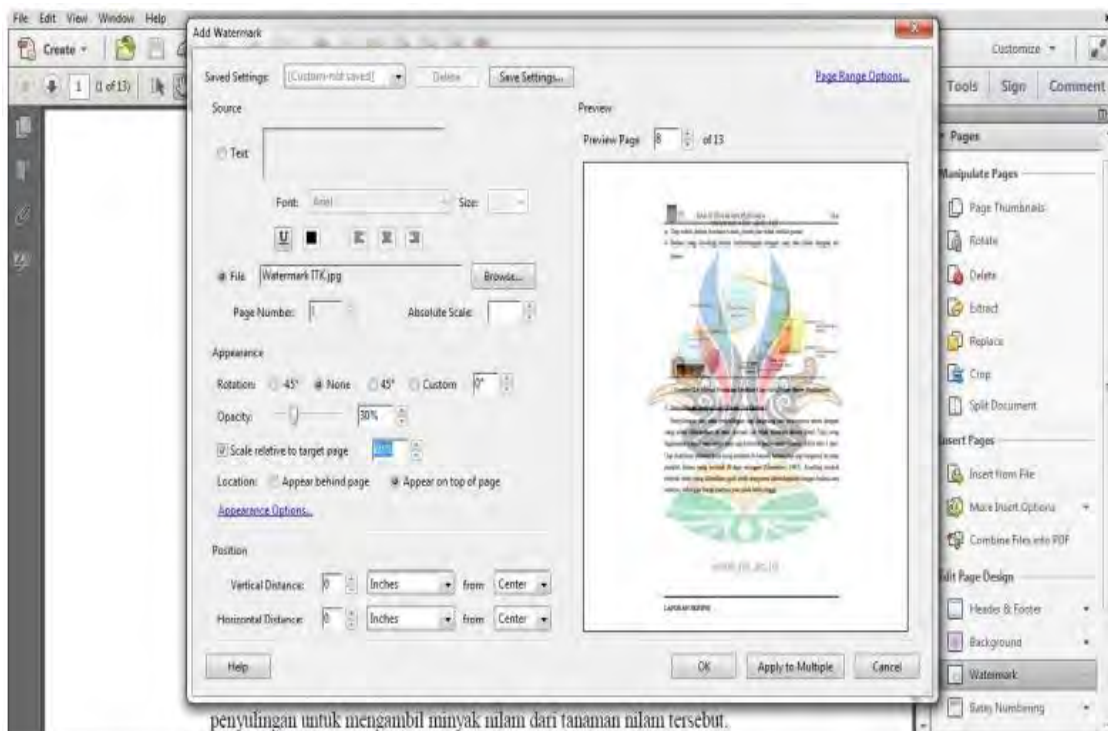 File Edit View Window Help
Create
Customize
1 (1 of 13)
Tools Sign Comment
Add Watermark
Saved Settings: [Custom-not saved] Delete Save Settings... Page Range Options...
Source
Text
Font: Arial Size:
File Watermark ITK.jpg Browse...
Page Number: 1 Absolute Scale:
Appearance
Rotation: -45° None 45° Custom 0°
Opacity: 30%
Scale relative to target page
Location: Appear behind page Appear on top of page
Appearance Options...
Position
Vertical Distance: 0 Inches from Center
Horizontal Distance: 0 Inches from Center
Help
Preview
Preview Page 8 of 13
LAPORAN
OK Apply to Multiple Cancel
Pages
Manipulate Pages
Page Thumbnails
Rotate
Delete
Extract
Replace
Crop
Split Document
Insert Pages
Insert from File
More Insert Options
Combine Files into PDF
Edit Page Design
Header & Footer
Background
Watermark
Bates Numbering
penyulingan untuk mengambil minyak nilam dari tanaman nilam tersebut.